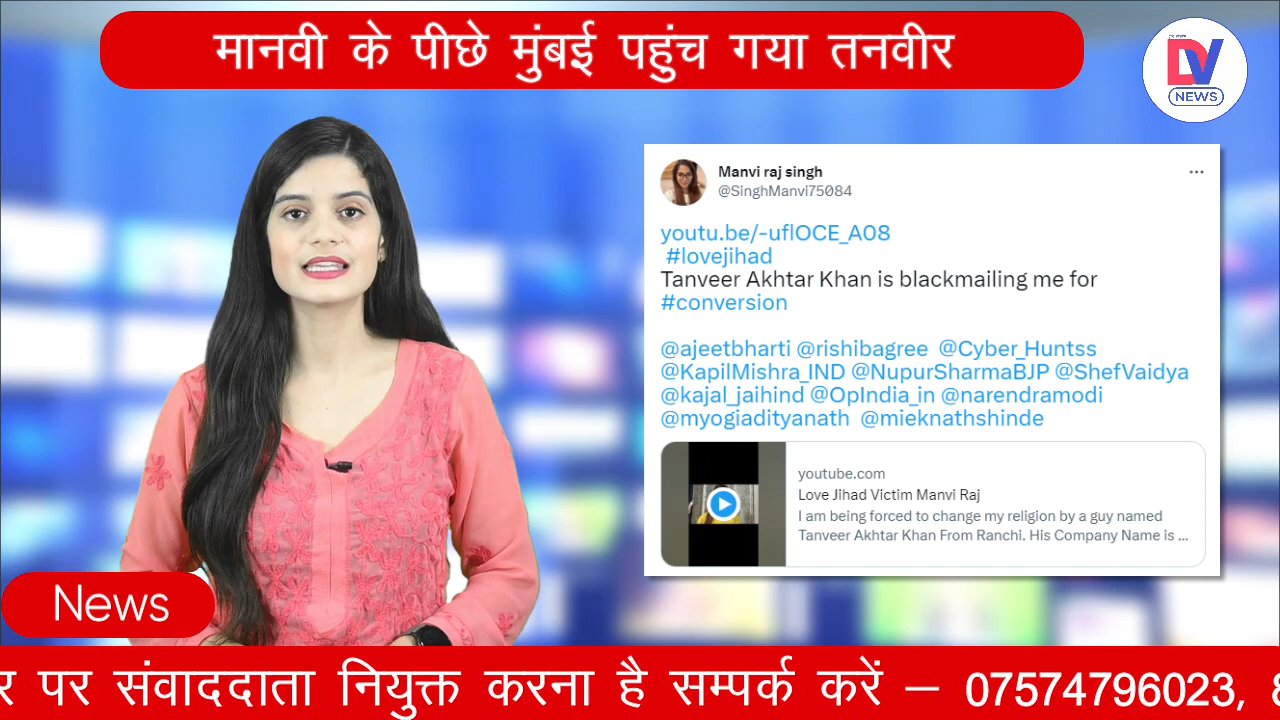 मानवी के पीछे मुंबई पहुंच गया तनवीर
DV
NEWS
Manvi raj singh
@SinghManvi75084
youtu.be/-uflOCE_A08
#lovejihad
Tanveer Akhtar Khan is blackmailing me for
#conversion
@ajeetbharti @rishibagree @Cyber_Huntss
@KapilMishra_IND @NupurSharmaBJP @ShefVaidya
@kajal_jaihind @OpIndia_in @narendramodi
@myogiadityanath @mieknathshinde
youtube.com
Love Jihad Victim Manvi Raj
I am being forced to change my religion by a guy named
Tanveer Akhtar Khan From Ranchi. His Company Name is ...
News
र पर संवाददाता नियुक्त करना है सम्पर्क करें – 07574796023,